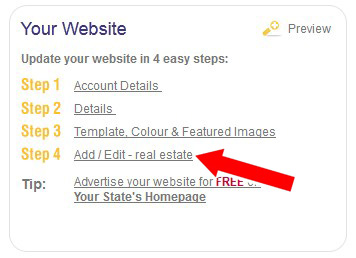 Your Website
Preview
Update your website in 4 easy steps:
Step 1 Account Details
Step 2 Details
Step 3 Template, Colour & Featured Images
Step 4 Add / Edit - real estate
Tip: Advertise your website for FREE
Your State's Homepage